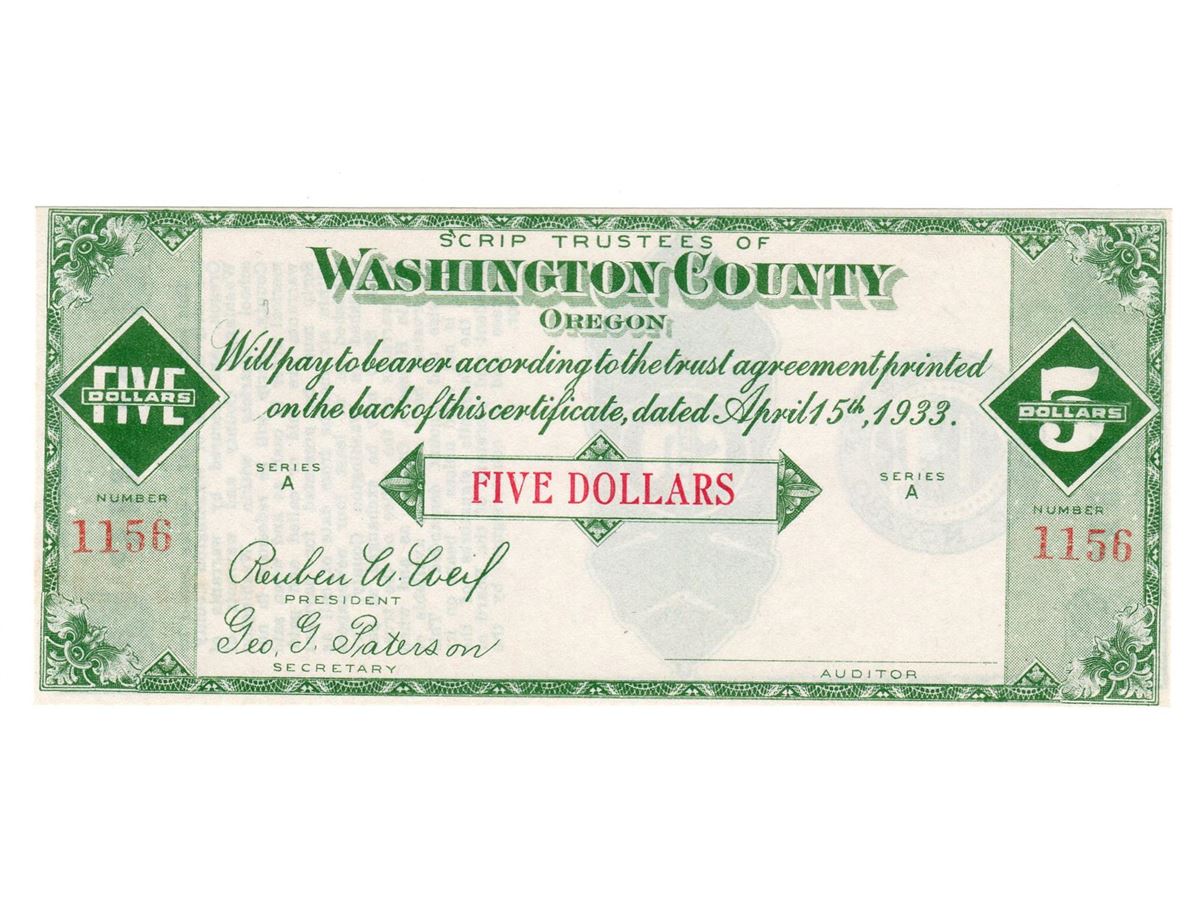 SCRIP TRUSTEES OF
WASHINGTON COUNTY
OREGON
Will pay to bearer according to the trust agreement printed
on the back of this certificate, dated April 15th, 1933.
FIVE
DOLLARS
5
DOLLARS
SERIES
A
FIVE DOLLARS
SERIES
A
NUMBER
1156
NUMBER
1156
Reuben A. Weil
PRESIDENT
Geo. G. Paterson
SECRETARY
AUDITOR